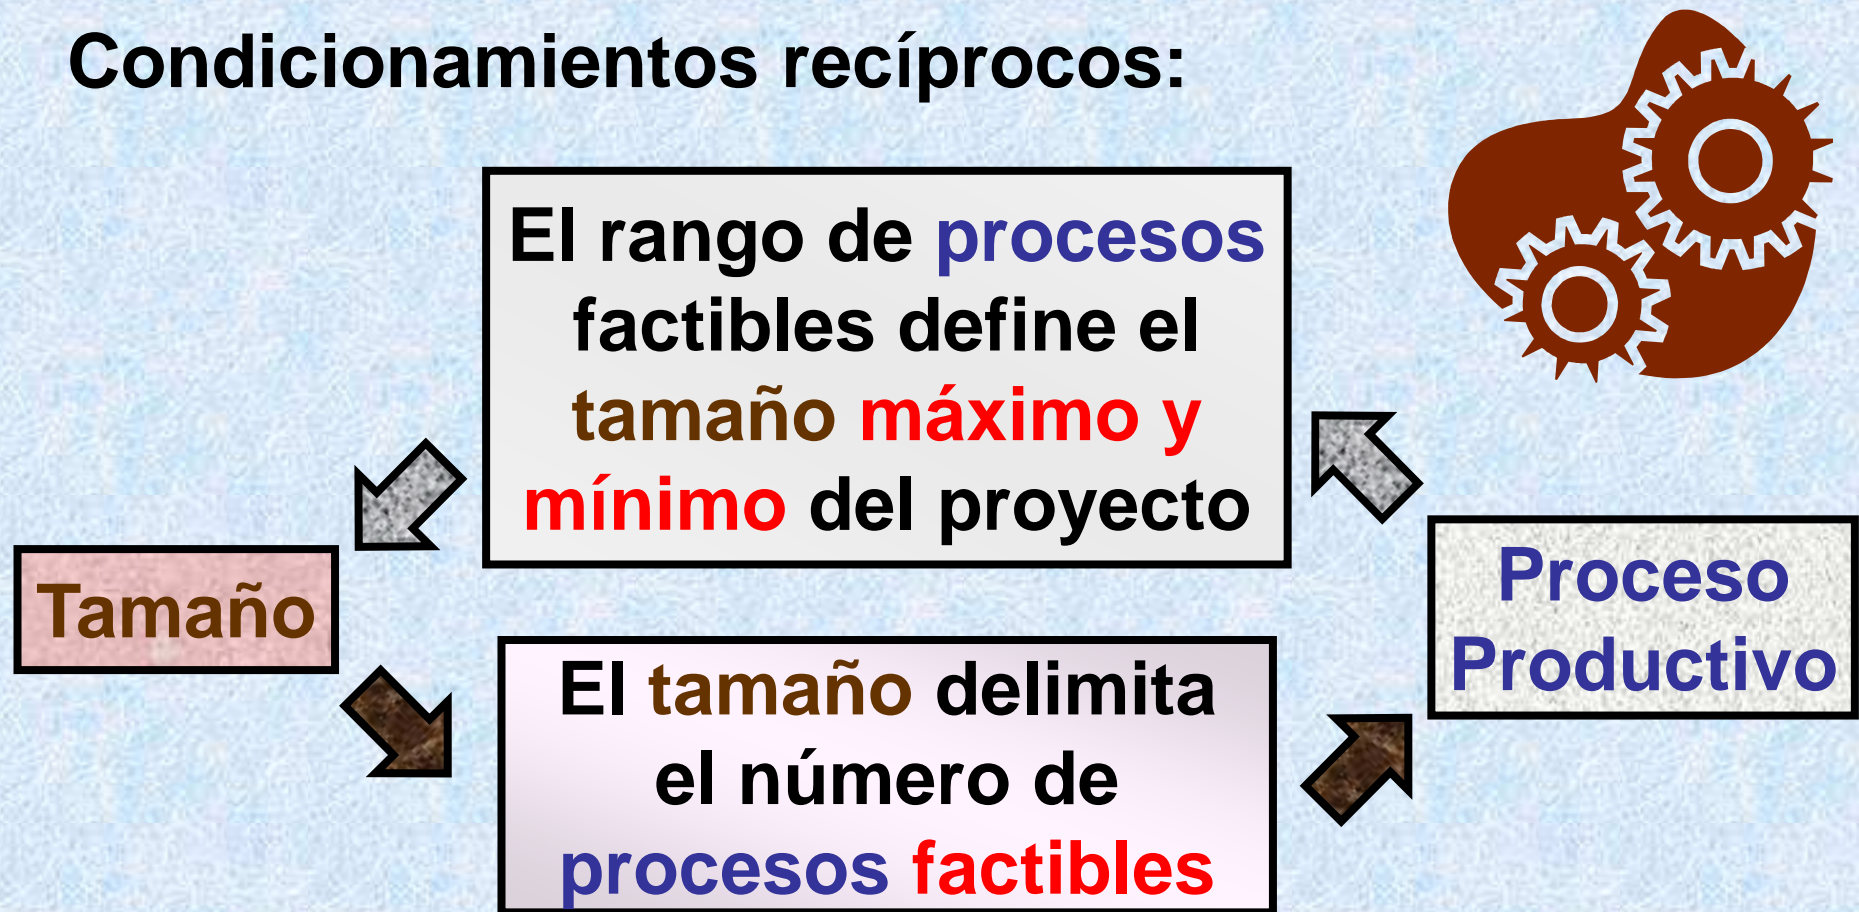 Condicionamientos recíprocos:
El rango de procesos
factibles define el
tamaño máximo y
mínimo del proyecto
Tamaño
Proceso
Productivo
El tamaño delimita
el número de
procesos factibles